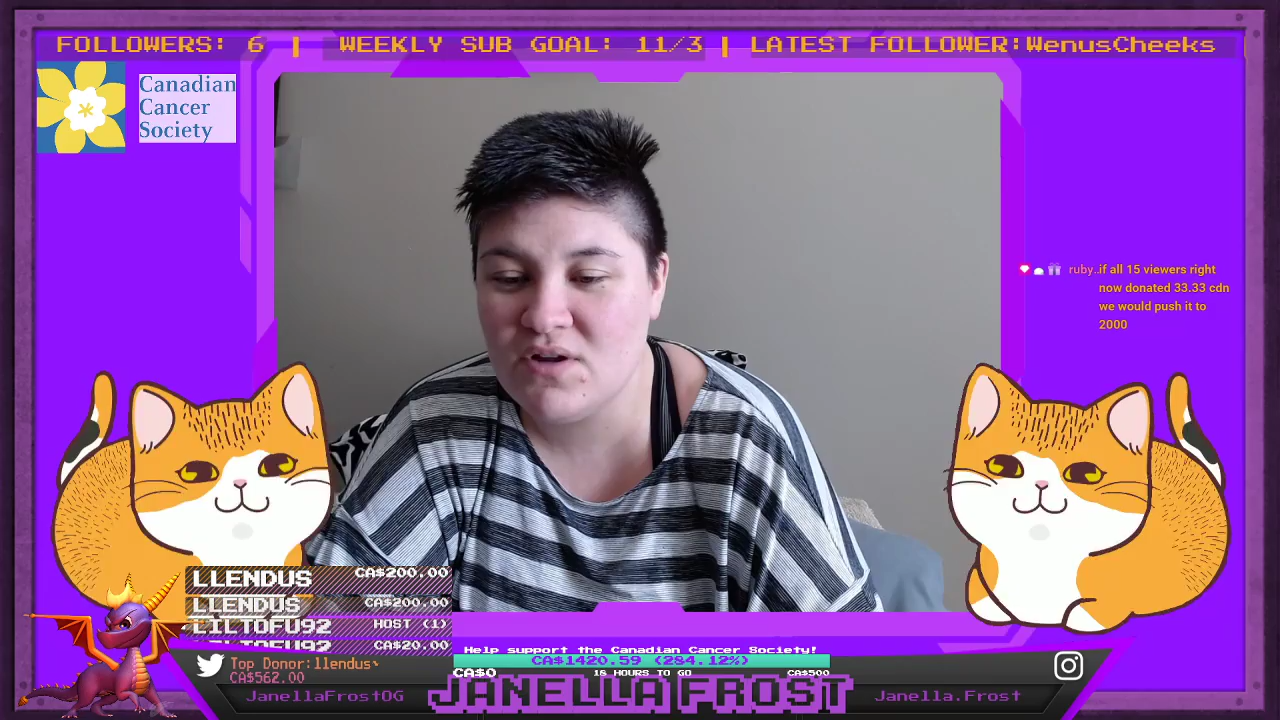 FOLLOWERS: 6 | WEEKLY SUB GOAL: 11/3 | LATEST FOLLOWER:WenusCheeks
Canadian
Cancer
Society
ruby..if all 15 viewers right
now donated 33.33 cdn
we would push it to
2000
LLENDUS CA$200.00
LLENDUS CA$200.00
LILTOFU92 HOST (1)
LILTOFU92 CA$20.00
Help support the Canadian Cancer Society!
CA$1420.59 (284.12%)
CA$0 18 HOURS TO GO CA$500
Top Donor:llendus
CA$562.00
JanellaFrostOG
JANELLA FROST
Janella.Frost